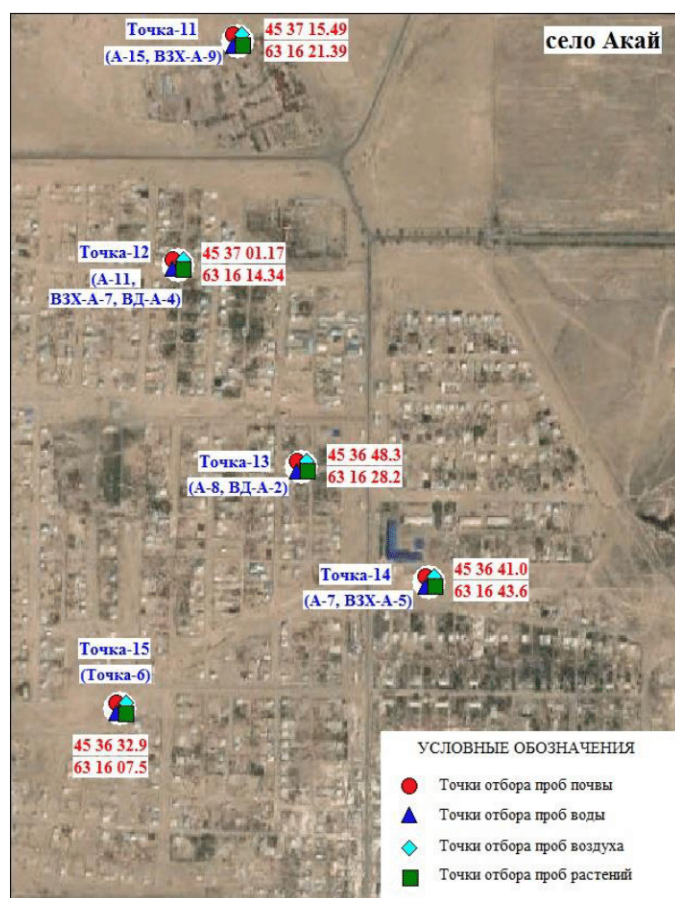 Точка-11
(А-15, ВЗХ-А-9)
45 37 15.49
63 16 21.39
село Акай
Точка-12
(А-11,
ВЗХ-А-7, ВД-А-4)
45 37 01.17
63 16 14.34
Точка-13
(А-8, ВД-А-2)
45 36 48.3
63 16 28.2
Точка-14
(А-7, ВЗХ-А-5)
45 36 41.0
63 16 43.6
Точка-15
(Точка-6)
45 36 32.9
63 16 07.5
УСЛОВНЫЕ ОБОЗНАЧЕНИЯ
Точки отбора проб почвы
Точки отбора проб воды
Точки отбора проб воздуха
Точки отбора проб растений